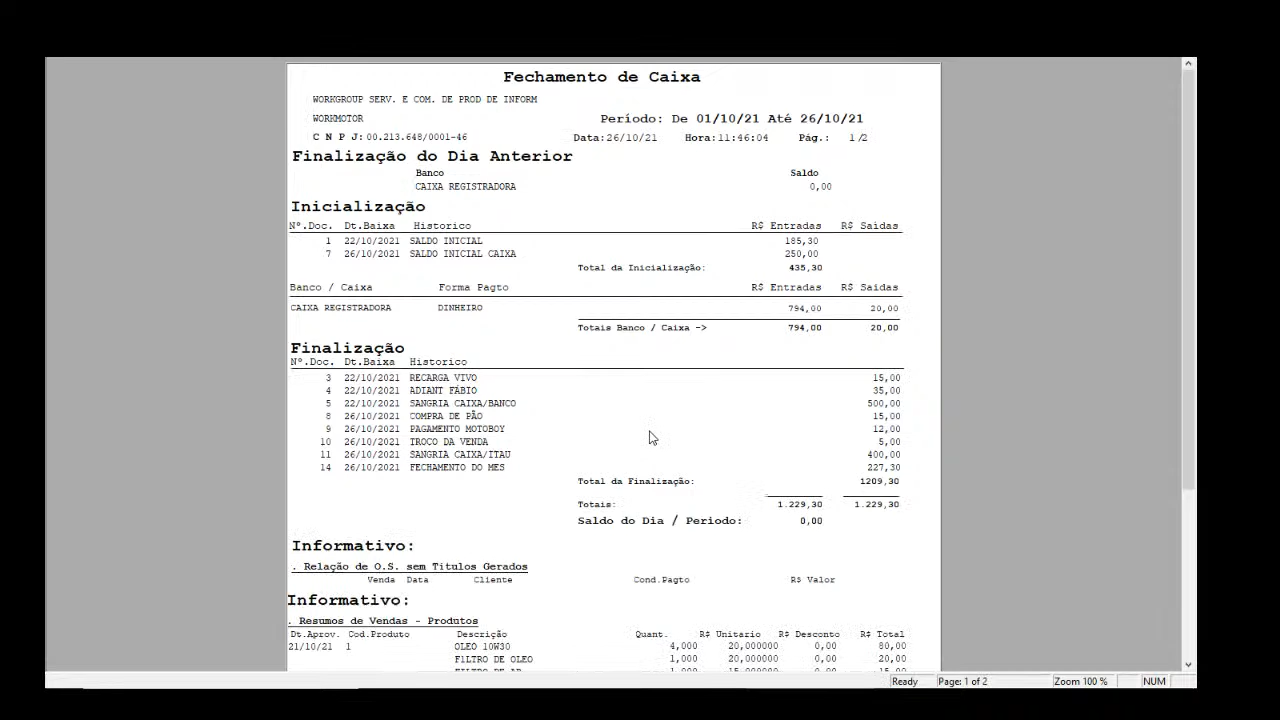 Fechamento de Caixa
WORKGROUP SERV. E COM. DE PROD DE INFORM
WORKMOTOR Período: De 01/10/21 Até 26/10/21
C N P J: 00.213.648/0001-46 Data: 26/10/21 Hora: 11:46:04 Pág.: 1/2
Finalização do Dia Anterior
Banco Saldo
CAIXA REGISTRADORA 0,00
Inicialização
Nº.Doc. Dt.Baixa Historico R$ Entradas R$ Saídas
1 22/10/2021 SALDO INICIAL 185,30
7 26/10/2021 SALDO INICIAL CAIXA 250,00
Total da Inicialização: 435,30
Banco / Caixa Forma Pagto R$ Entradas R$ Saídas
CAIXA REGISTRADORA DINHEIRO 794,00 20,00
Totais Banco / Caixa -> 794,00 20,00
Finalização
Nº.Doc. Dt.Baixa Historico
3 22/10/2021 RECARGA VIVO 15,00
4 22/10/2021 ADIANT FÁBIO 35,00
5 22/10/2021 SANGRIA CAIXA/BANCO 500,00
8 26/10/2021 COMPRA DE PÃO 15,00
9 26/10/2021 PAGAMENTO MOTOBOY 12,00
10 26/10/2021 TROCO DA VENDA 5,00
11 26/10/2021 SANGRIA CAIXA/ITAU 400,00
14 26/10/2021 FECHAMENTO DO MES 227,30
Total da Finalização: 1209,30
Totais: 1.229,30 1.229,30
Saldo do Dia / Periodo: 0,00
Informativo:
. Relação de O.S. sem Titulos Gerados
Venda Data Cliente Cond.Pagto R$ Valor
Informativo:
. Resumos de Vendas - Produtos
Dt.Aprov. Cod.Produto Descrição Quant. R$ Unitario R$ Desconto R$ Total
21/10/21 1 OLEO 10W30 4,000 20,000000 0,00 80,00
FILTRO DE OLEO 1,000 20,000000 0,00 20,00
Ready Page: 1 of 2 Zoom 100 % NUM